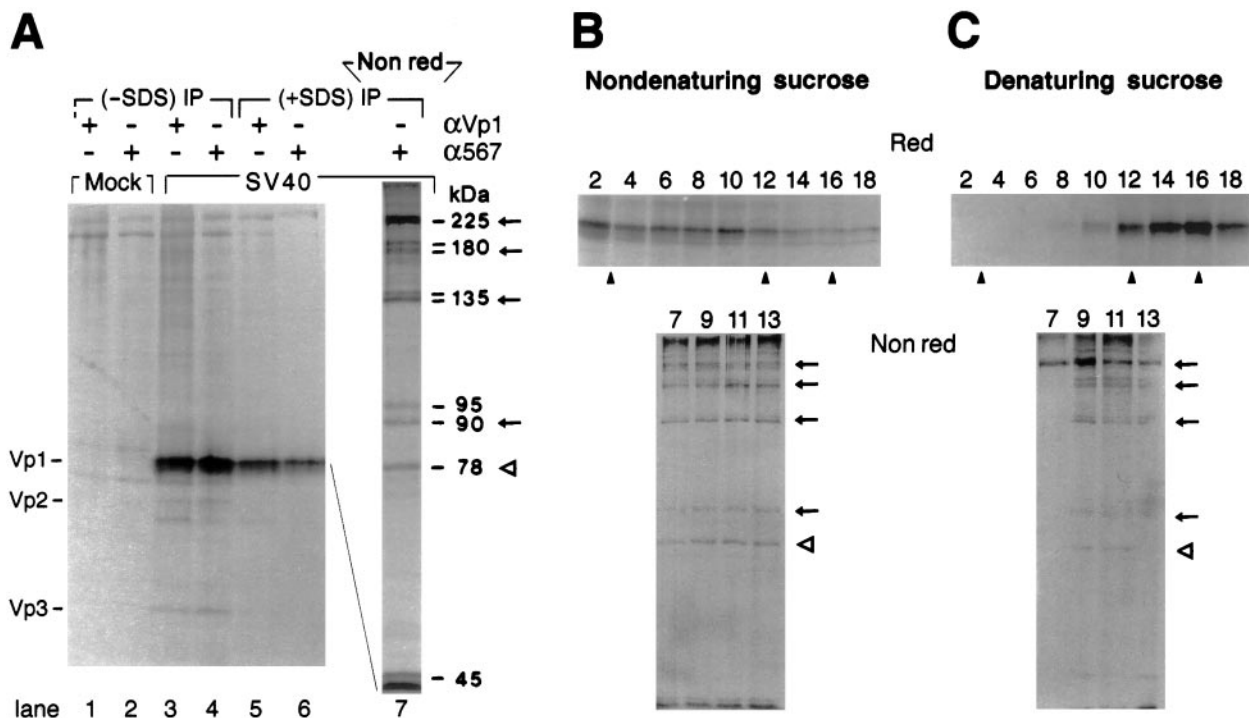 A
Non red
(-SDS) IP (+SDS) IP
+ - + - + - - αVp1
- + - + - + + α567
Mock SV40
kDa
225
180
135
95
90
78
45
Vp1
Vp2
Vp3
lane 1 2 3 4 5 6 7
B
Nondenaturing sucrose
C
Denaturing sucrose
Red
2 4 6 8 10 12 14 16 18
2 4 6 8 10 12 14 16 18
Non red
7 9 11 13
7 9 11 13